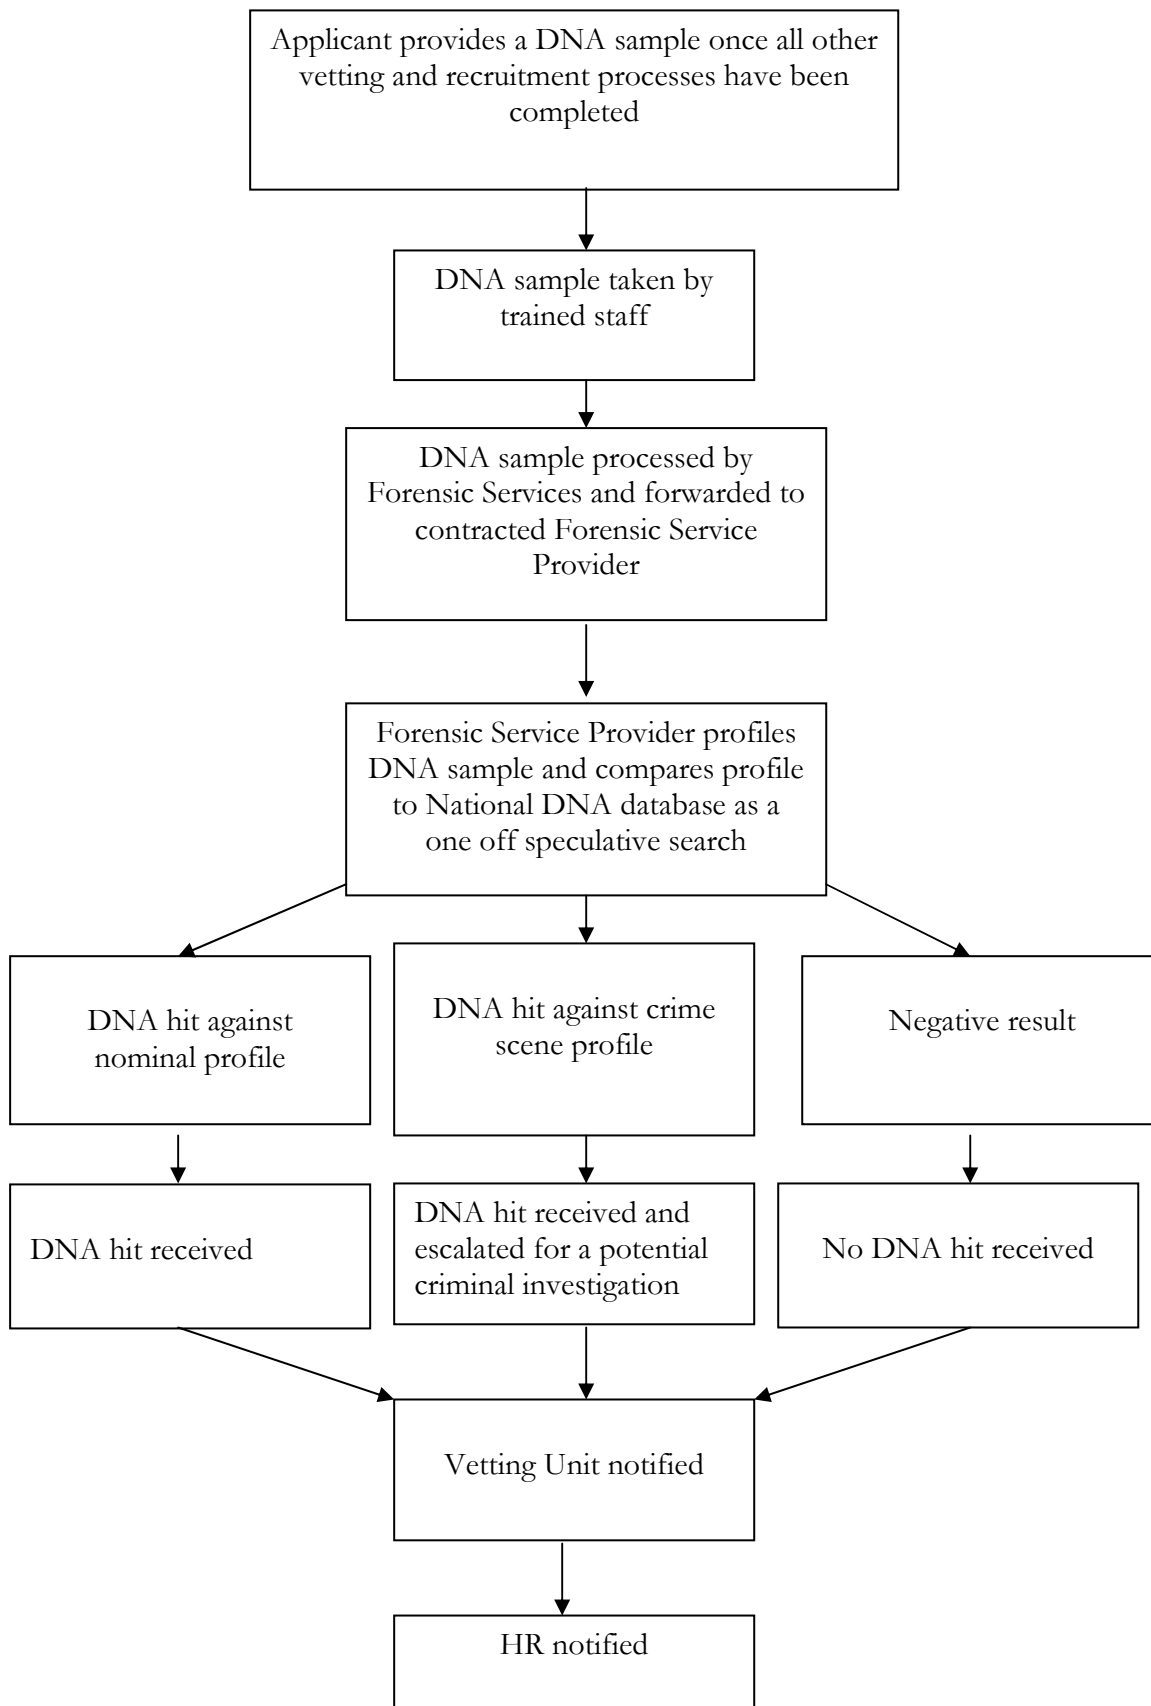 Applicant provides a DNA sample once all other
vetting and recruitment processes have been
completed
DNA sample taken by
trained staff
DNA sample processed by
Forensic Services and forwarded to
contracted Forensic Service
Provider
Forensic Service Provider profiles
DNA sample and compares profile
to National DNA database as a
one off speculative search
DNA hit against
nominal profile
DNA hit against crime
scene profile
Negative result
DNA hit received
DNA hit received and
escalated for a potential
criminal investigation
No DNA hit received
Vetting Unit notified
HR notified